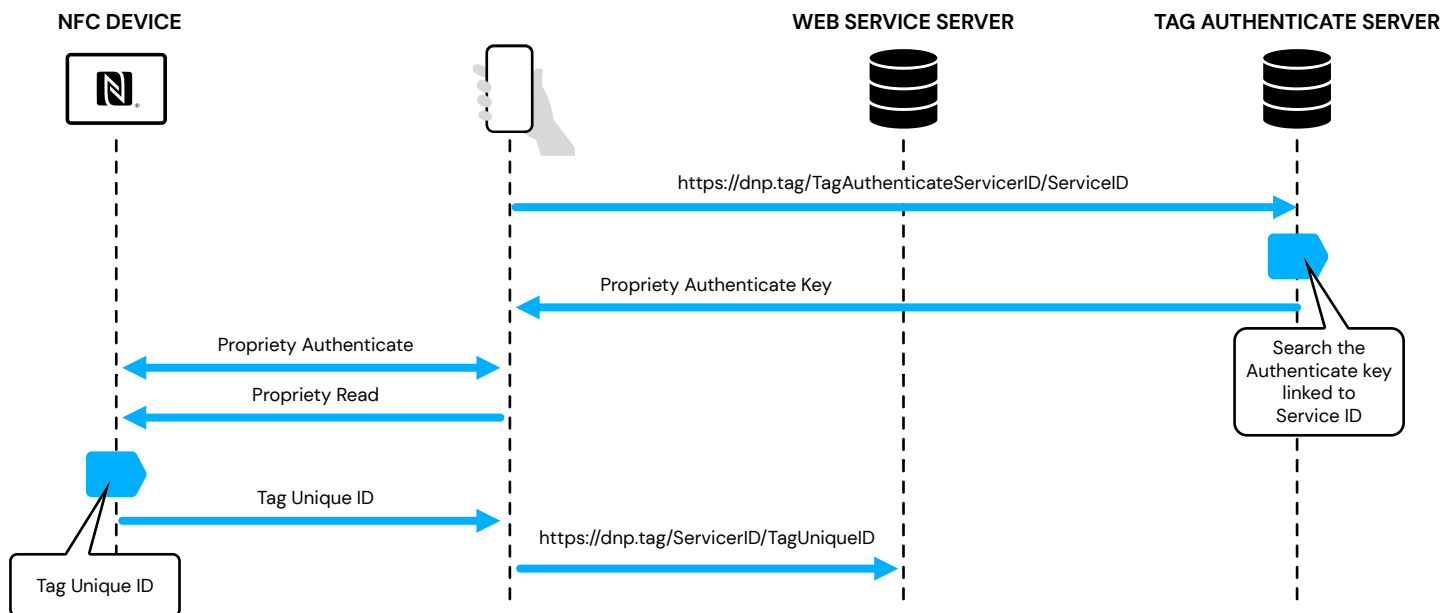 NFC DEVICE
WEB SERVICE SERVER
TAG AUTHENTICATE SERVER
N
®
https://dnp.tag/TagAuthenticateServicerID/ServiceID
Propriety Authenticate Key
Propriety Authenticate
Search the
Authenticate key
linked to
Service ID
Propriety Read
Tag Unique ID
https://dnp.tag/ServicerID/TagUniqueID
Tag Unique ID